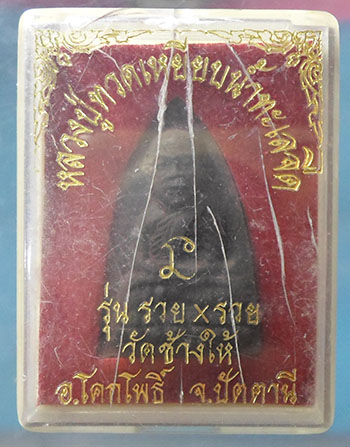 หลวงปู่ทวดเหยียบน้ำทะเลจืด
รุ่น รวย x รวย
วัดช้างให้
อ.โคกโพธิ์ จ.ปัตตานี